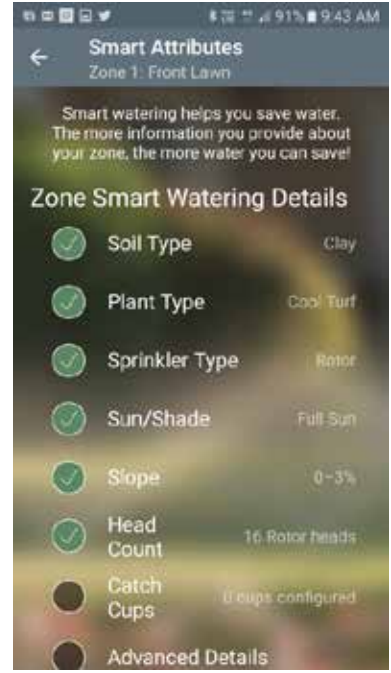 91% 9:43 AM
Smart Attributes
Zone 1: Front Lawn
Smart watering helps you save water.
The more information you provide about
your zone, the more water you can save!
Zone Smart Watering Details
Soil Type Clay
Plant Type Cool Turf
Sprinkler Type Rotor
Sun/Shade Full Sun
Slope 0-3%
Head
Count
16 Rotor heads
Catch
Cups
0 cups configured
Advanced Details